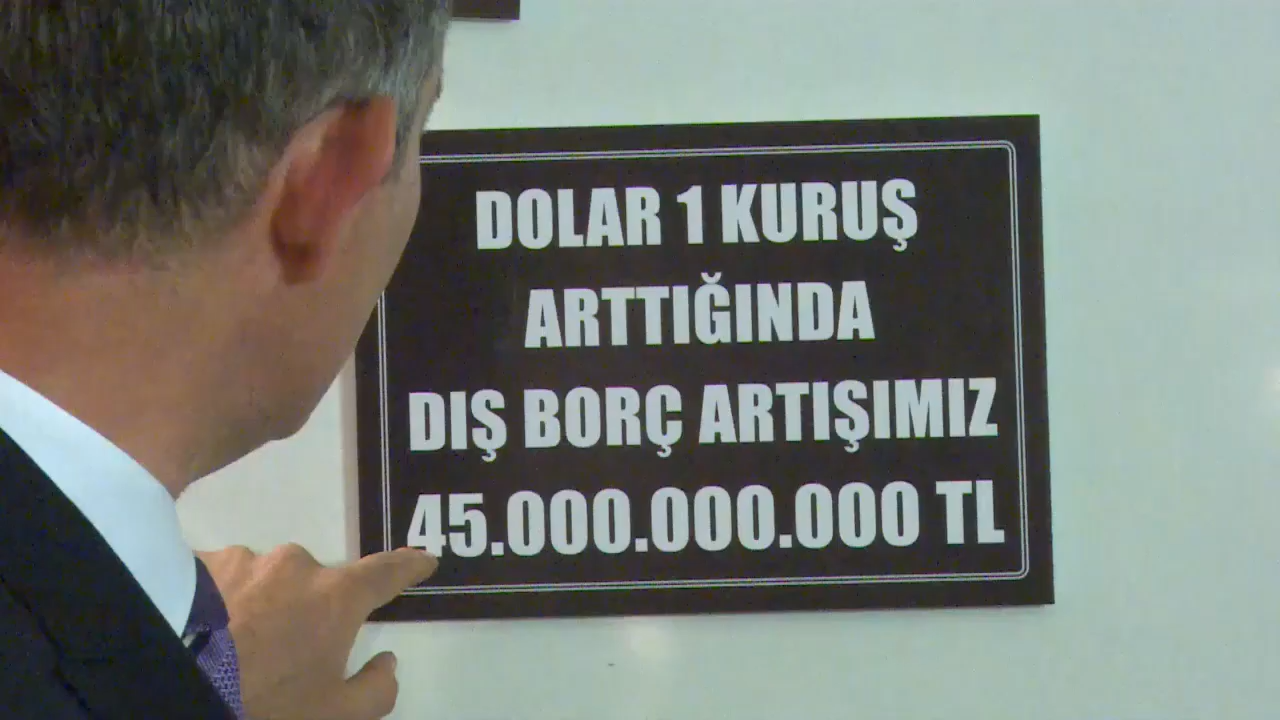 DOLAR 1 KURUŞ
ARTTIĞINDA
DIŞ BORÇ ARTIŞIMIZ
45.000.000.000 TL